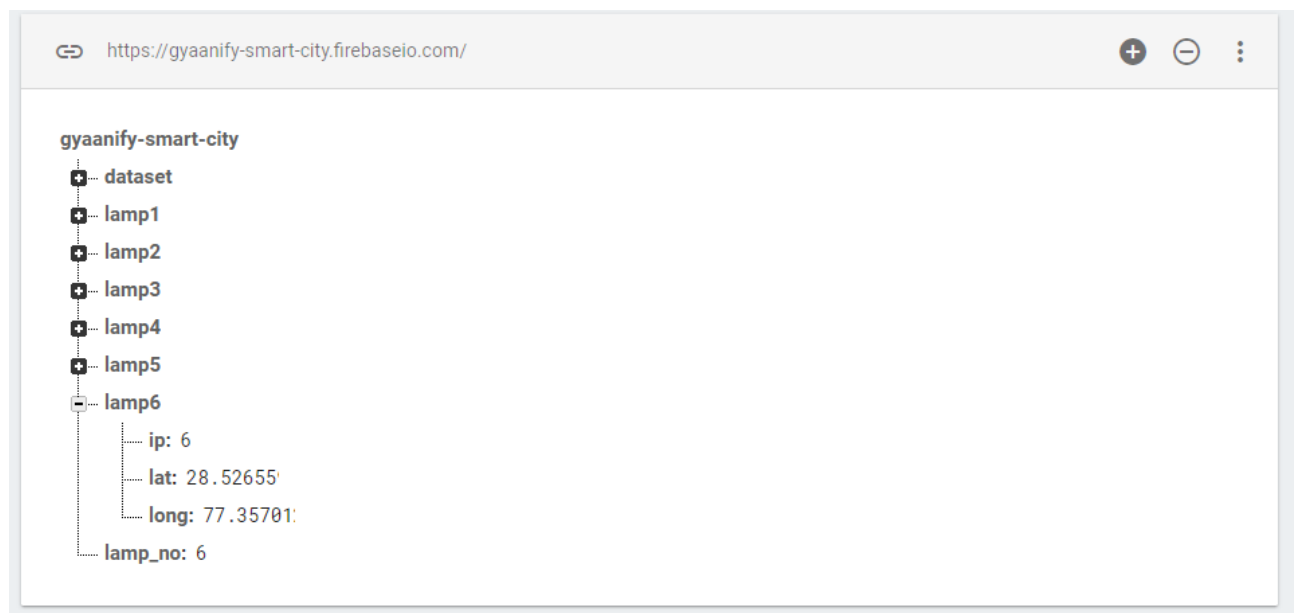 https://gyaanify-smart-city.firebaseio.com/
gyaanify-smart-city
dataset
lamp1
lamp2
lamp3
lamp4
lamp5
lamp6
ip: 6
lat: 28.52655
long: 77.35701
lamp_no: 6